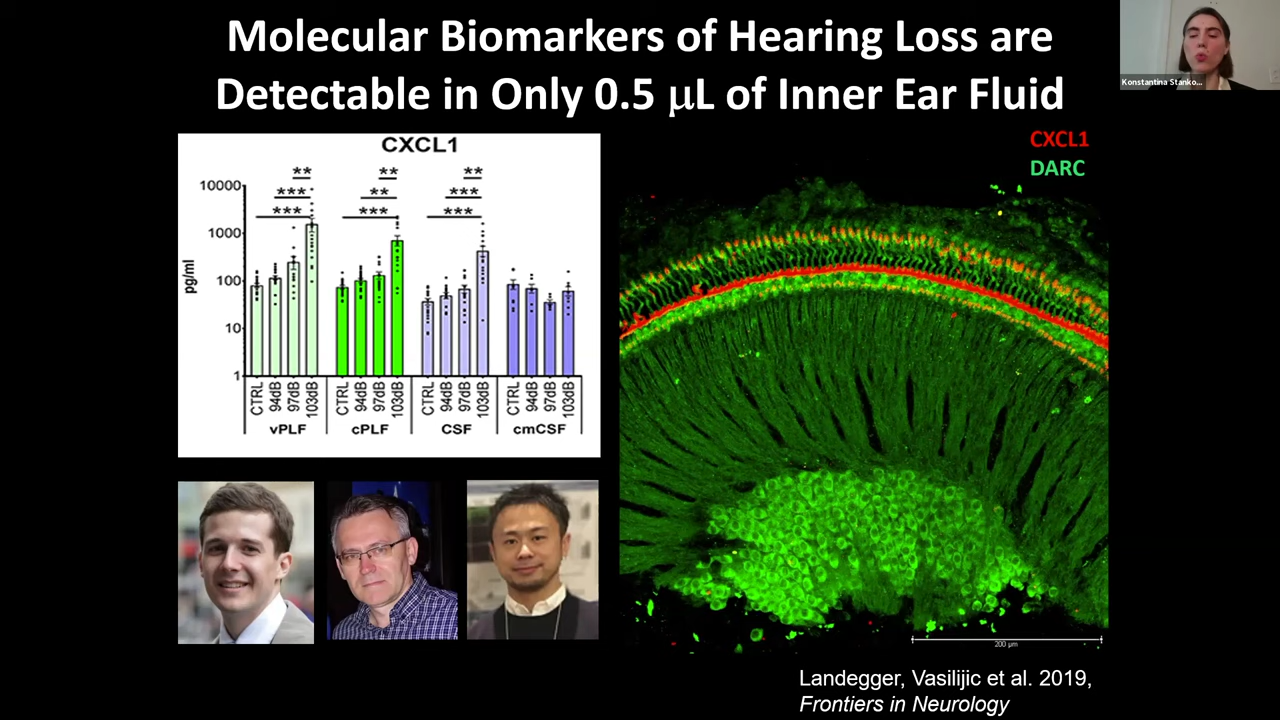 Molecular Biomarkers of Hearing Loss are
Detectable in Only 0.5 μL of Inner Ear Fluid
Konstantina Stanko...
CXCL1
** ** **
*** ** ***
*** *** ***
10000
1000
100
10
1
pg/ml
CTRL 94dB 97dB 103dB CTRL 94dB 97dB 103dB CTRL 94dB 97dB 103dB CTRL 94dB 97dB 103dB
vPLF cPLF CSF cmCSF
CXCL1
DARC
200 μm
Landegger, Vasilijic et al. 2019,
Frontiers in Neurology